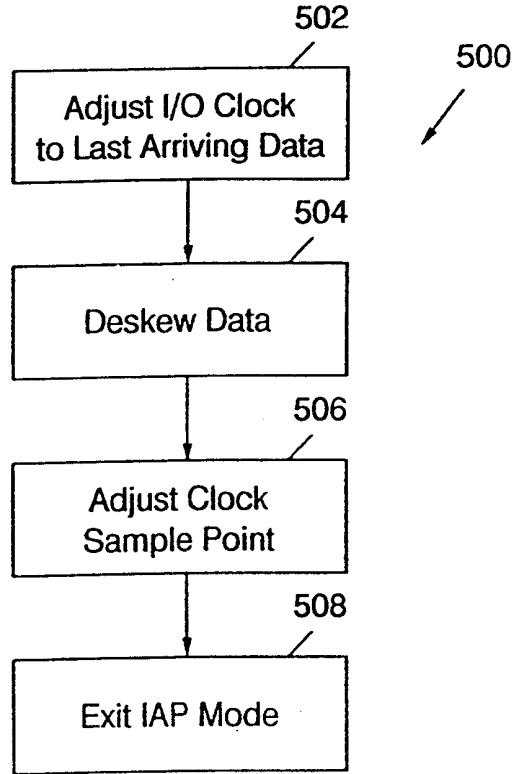 502
500
Adjust I/O Clock
to Last Arriving Data
504
Deskew Data
506
Adjust Clock
Sample Point
508
Exit IAP Mode